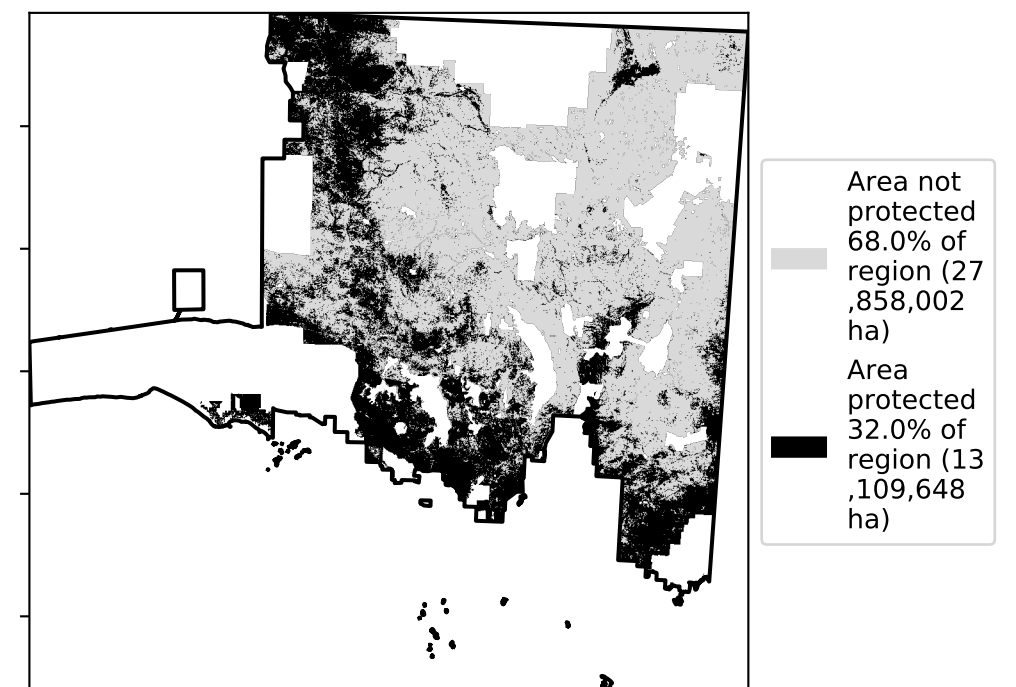 Area not
protected
68.0% of
region (27
,858,002
ha)
Area
protected
32.0% of
region (13
,109,648
ha)